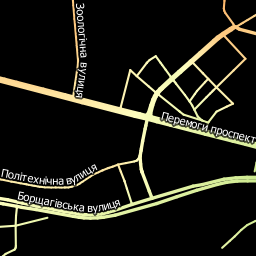 Зоологічна вулиця
Перемоги проспект
Політехнічна вулиця
Борщагівська вулиця